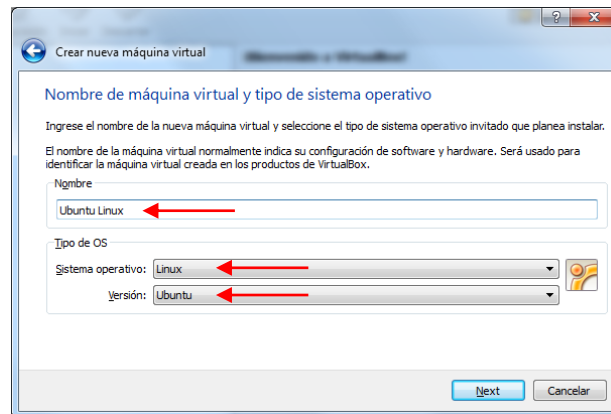 Crear nueva máquina virtual
¡Bienvenido a VirtualBox!
Nombre de máquina virtual y tipo de sistema operativo
Ingrese el nombre de la nueva máquina virtual y seleccione el tipo de sistema operativo invitado que planea instalar.
El nombre de la máquina virtual normalmente indica su configuración de software y hardware. Será usado para
identificar la máquina virtual creada en los productos de VirtualBox.
Nombre
Ubuntu Linux
Tipo de OS
Sistema operativo: Linux
Versión: Ubuntu
Next Cancelar